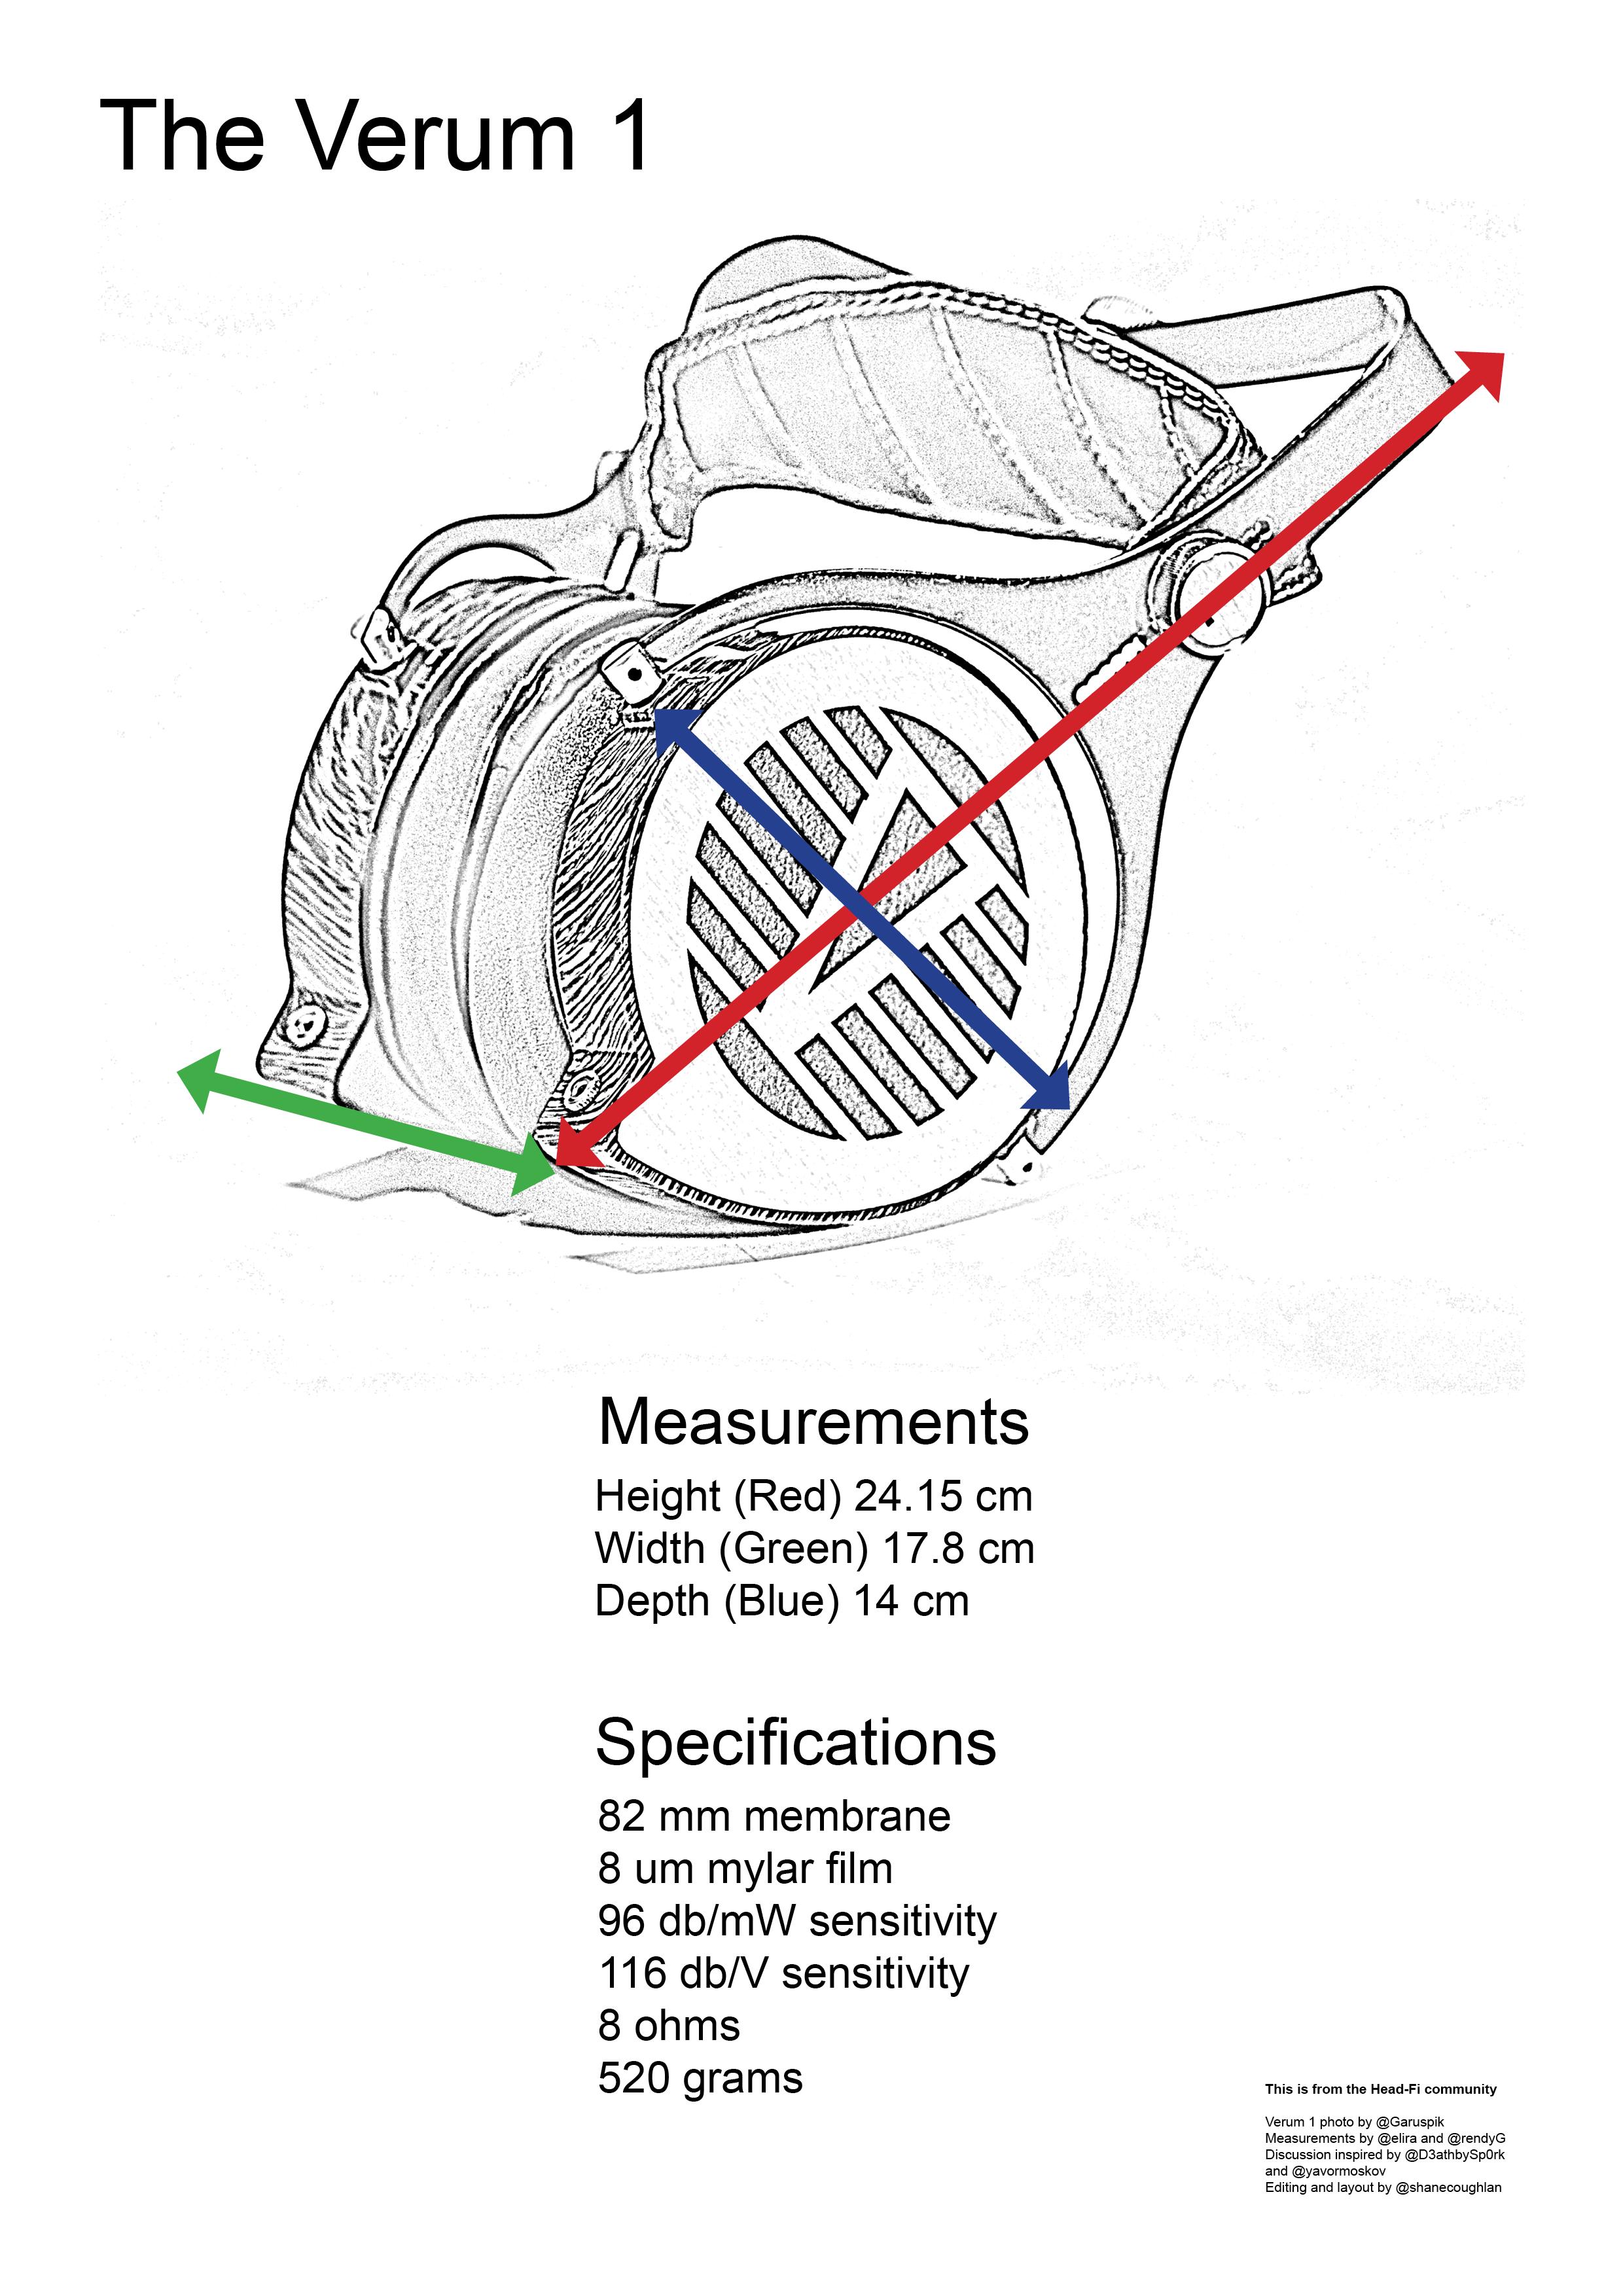 The Verum 1
Measurements
Height (Red) 24.15 cm
Width (Green) 17.8 cm
Depth (Blue) 14 cm
Specifications
82 mm membrane
8 um mylar film
96 db/mW sensitivity
116 db/V sensitivity
8 ohms
520 grams
This is from the Head-Fi community
Verum 1 photo by @Garuspik
Measurements by @elira and @rendyG
Discussion inspired by @D3athbySp0rk
and @yavormoskov
Editing and layout by @shanecoughlan